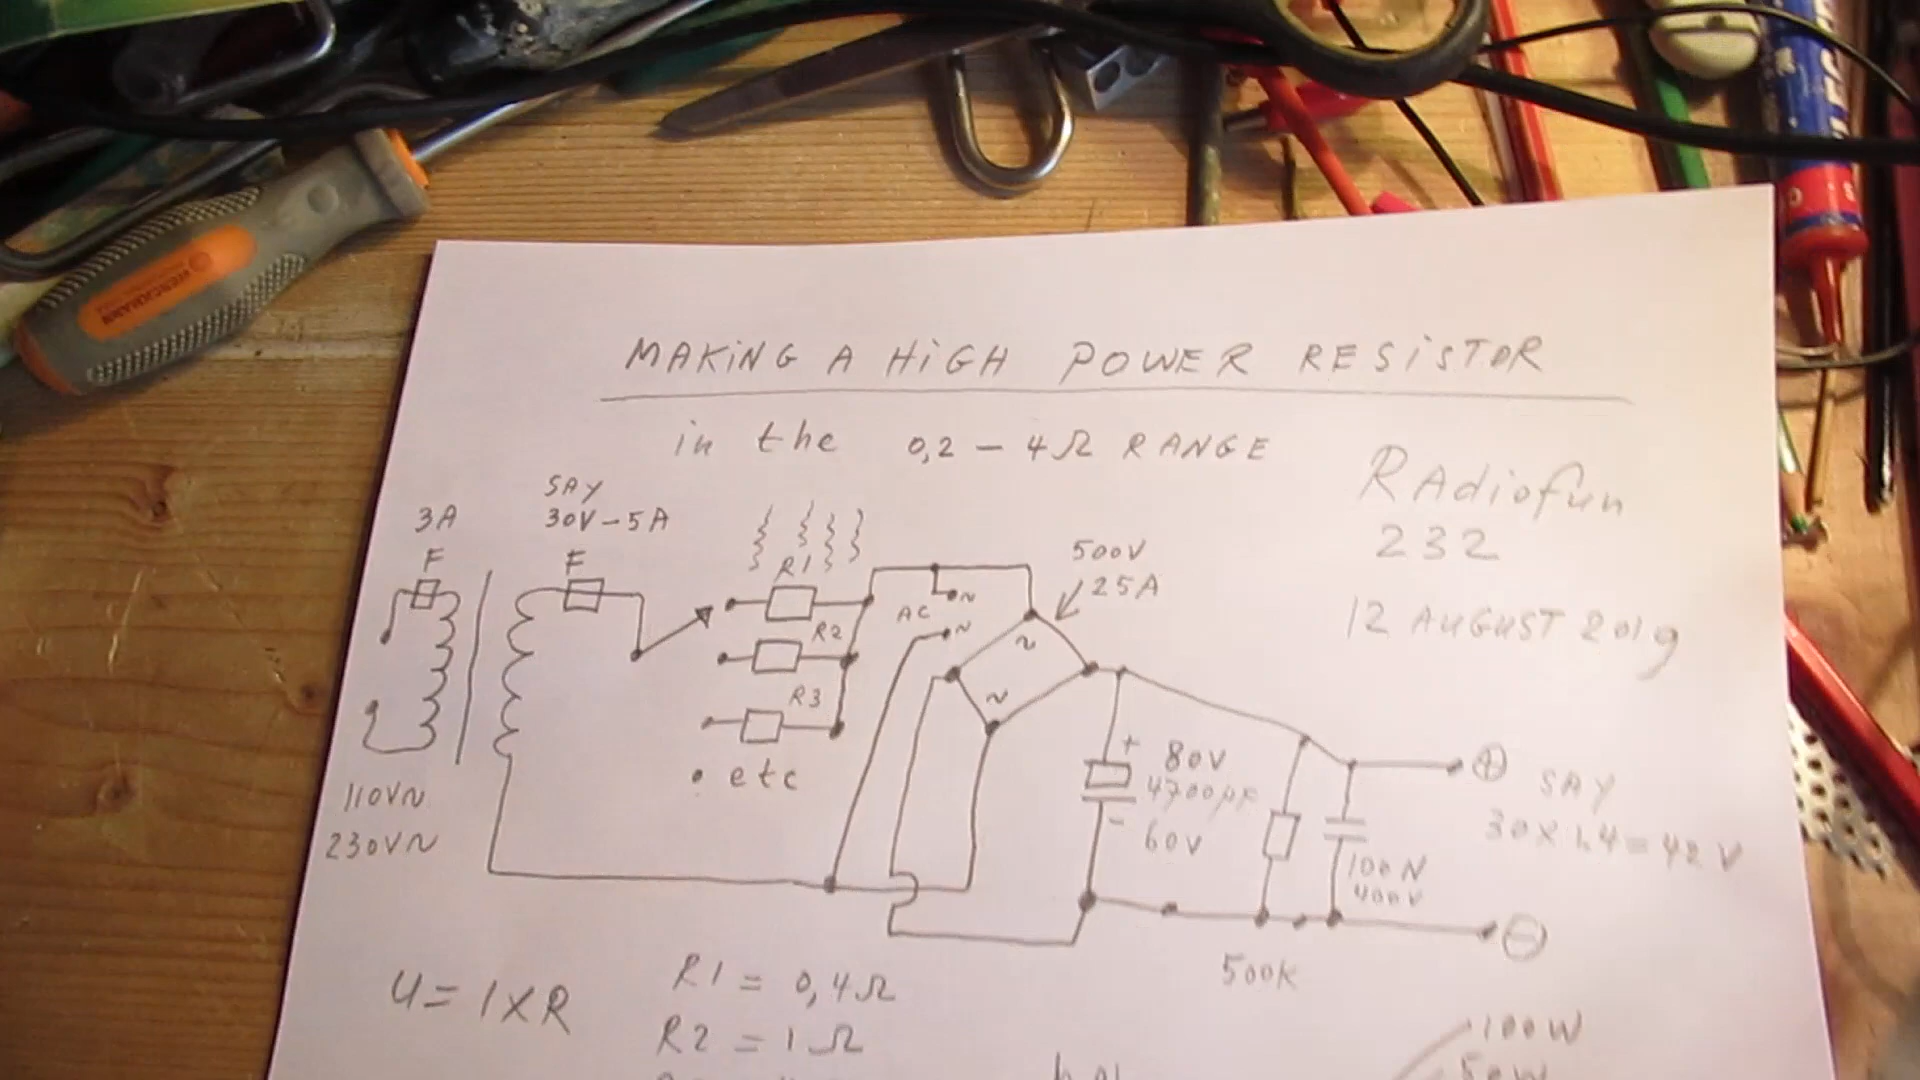 MAKING A HIGH POWER RESISTOR
in the 0,2 – 4Ω RANGE
RAdiofun
232
12 AUGUST 2019
SAY
30V – 5A
3A
F
F
R1
R2
R3
• etc
AC
~
~
~
~
500V
25A
110V~
230V~
+
80V
4700µF
-
60V
100N
400V
+
SAY
30 x 1,4 = 42 V
-
500k
U = I x R
R1 = 0,4Ω
R2 = 1Ω
100W
50W